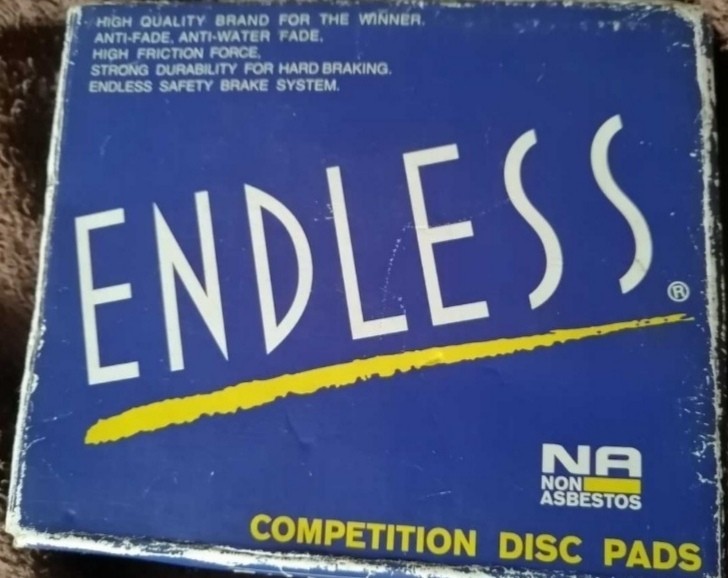 HIGH QUALITY BRAND FOR THE WINNER.
ANTI-FADE, ANTI-WATER FADE,
HIGH FRICTION FORCE,
STRONG DURABILITY FOR HARD BRAKING.
ENDLESS SAFETY BRAKE SYSTEM.
ENDLESS®
NA
NON
ASBESTOS
COMPETITION DISC PADS